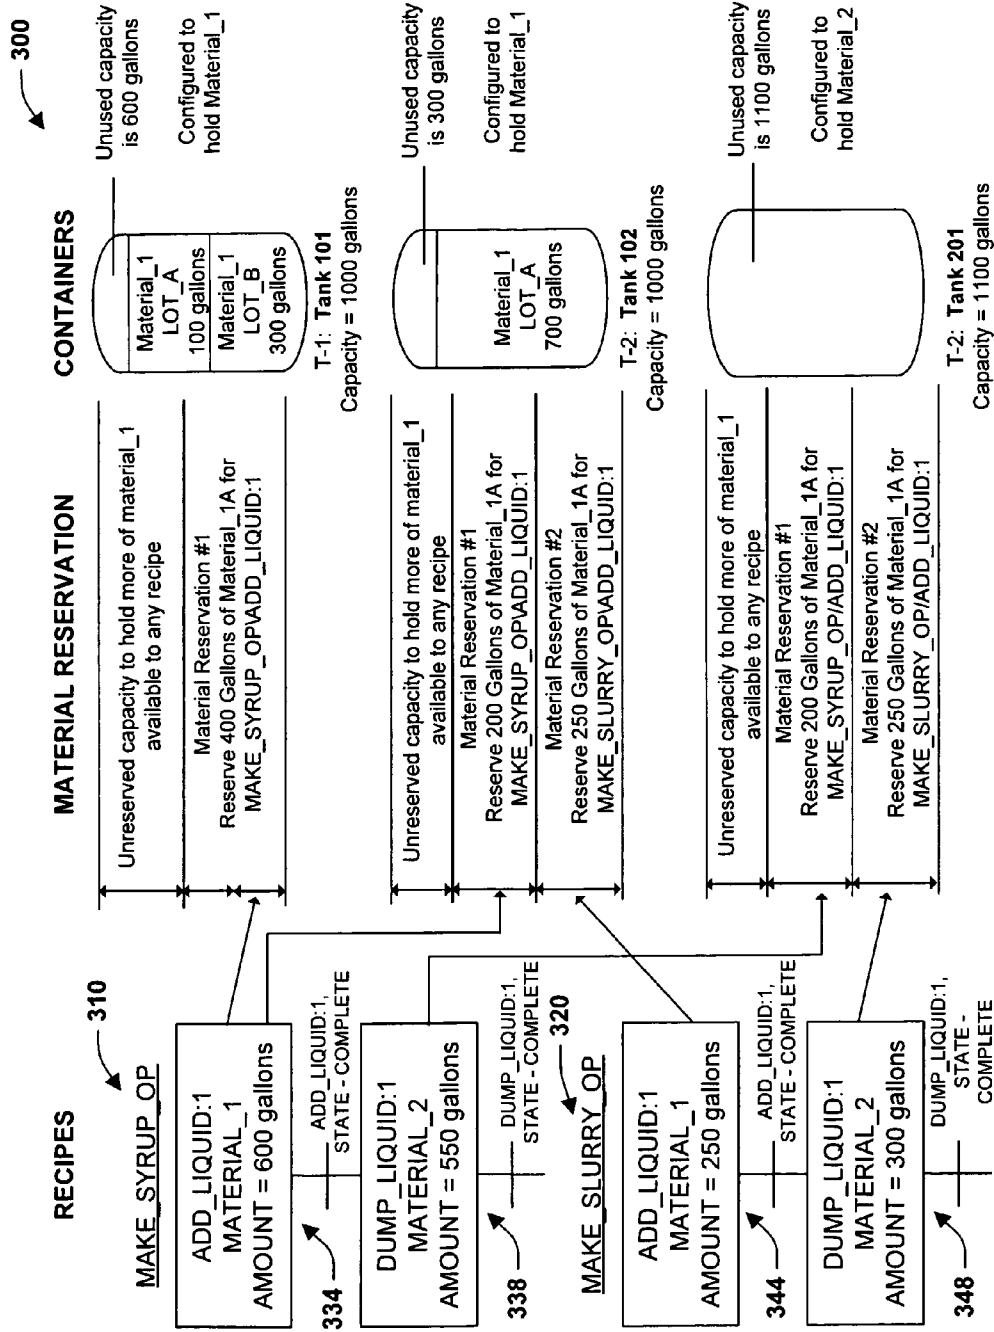 300
RECIPES
MATERIAL RESERVATION
CONTAINERS
310
MAKE_SYRUP_OP
ADD_LIQUID:1
MATERIAL_1
AMOUNT = 600 gallons
334
ADD_LIQUID:1,
STATE - COMPLETE
DUMP_LIQUID:1
MATERIAL_2
AMOUNT = 550 gallons
338
DUMP_LIQUID:1,
STATE - COMPLETE
320
MAKE_SLURRY_OP
ADD_LIQUID:1
MATERIAL_1
AMOUNT = 250 gallons
344
ADD_LIQUID:1,
STATE - COMPLETE
DUMP_LIQUID:1
MATERIAL_2
AMOUNT = 300 gallons
348
DUMP_LIQUID:1,
STATE -
COMPLETE
Unreserved capacity to hold more of material_1
available to any recipe
Material Reservation #1
Reserve 400 Gallons of Material_1A for
MAKE_SYRUP_OP\ADD_LIQUID:1
Unreserved capacity to hold more of material_1
available to any recipe
Material Reservation #1
Reserve 200 Gallons of Material_1A for
MAKE_SYRUP_OP\ADD_LIQUID:1
Material Reservation #2
Reserve 250 Gallons of Material_1A for
MAKE_SLURRY_OP\ADD_LIQUID:1
Unreserved capacity to hold more of material_1
available to any recipe
Material Reservation #1
Reserve 200 Gallons of Material_1A for
MAKE_SYRUP_OP/ADD_LIQUID:1
Material Reservation #2
Reserve 250 Gallons of Material_1A for
MAKE_SLURRY_OP/ADD_LIQUID:1
Material_1
LOT_A
100 gallons
Material_1
LOT_B
300 gallons
T-1: Tank 101
Capacity = 1000 gallons
Unused capacity
is 600 gallons
Configured to
hold Material_1
Material_1
LOT_A
700 gallons
T-2: Tank 102
Capacity = 1000 gallons
Unused capacity
is 300 gallons
Configured to
hold Material_1
T-2: Tank 201
Capacity = 1100 gallons
Unused capacity
is 1100 gallons
Configured to
hold Material_2